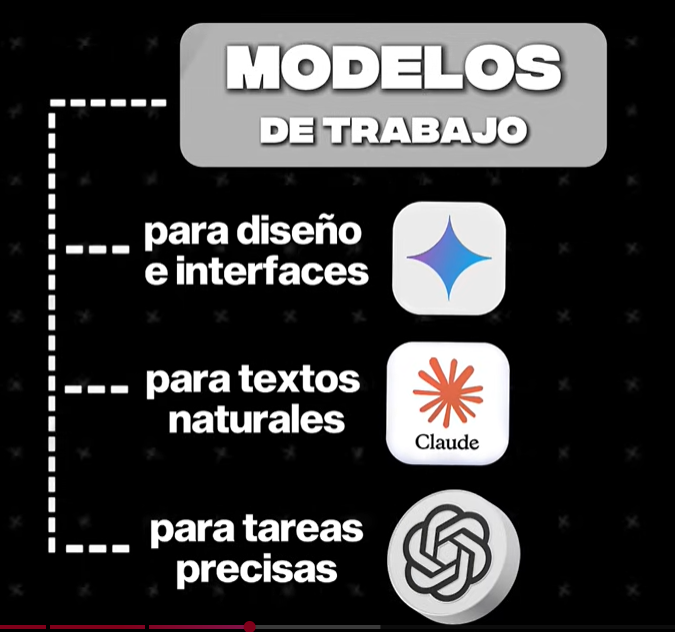 MODELOS
DE TRABAJO
para diseño
e interfaces
para textos
naturales
Claude
para tareas
precisas